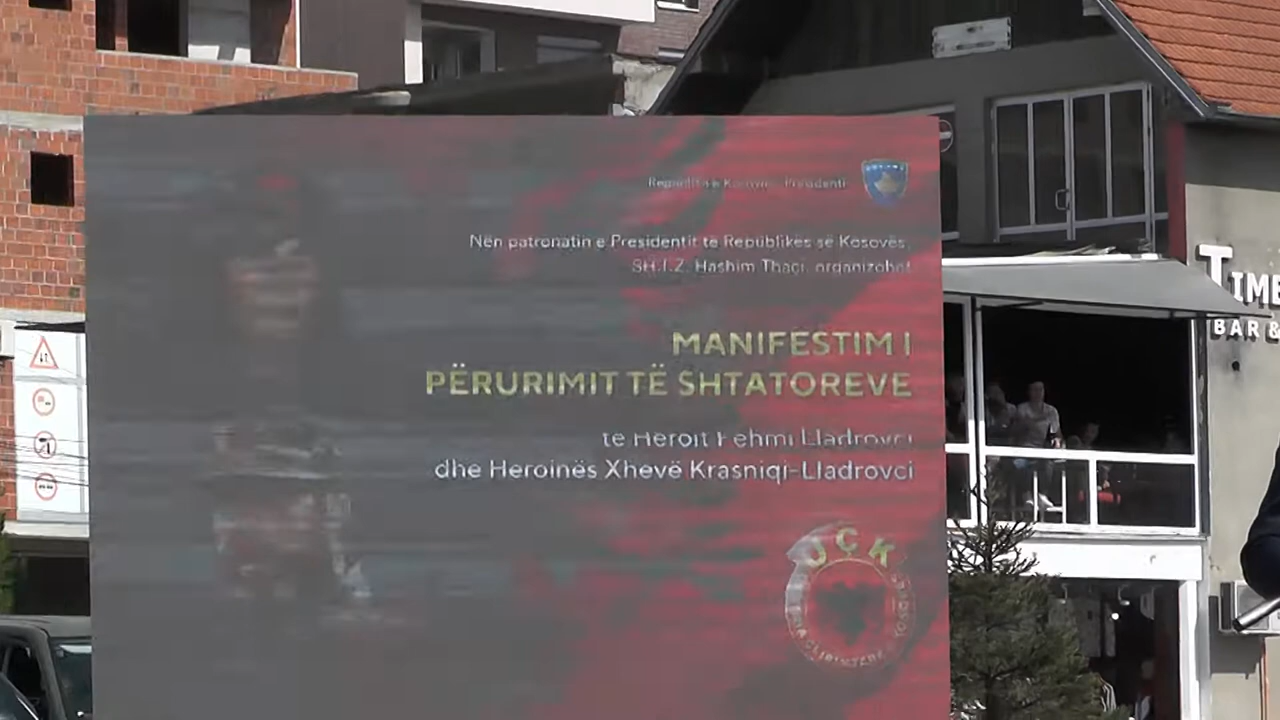 Republika e Kosovës - Presidenti
Nën patronatin e Presidentit të Republikës së Kosovës,
SH.T.Z. Hashim Thaçi, organizohet
MANIFESTIM I
PËRURIMIT TË SHTATOREVE
të Heroit Fehmi Lladrovci
dhe Heroinës Xhevë Krasniqi-Lladrovci
UÇK
TIME
BAR &